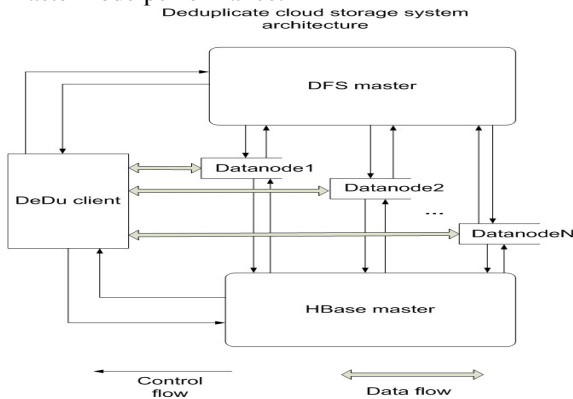 Deduplicate cloud storage system
architecture
DFS master
Datanode1
DeDu client
Datanode2
...
DatanodeN
HBase master
Control
flow
Data flow